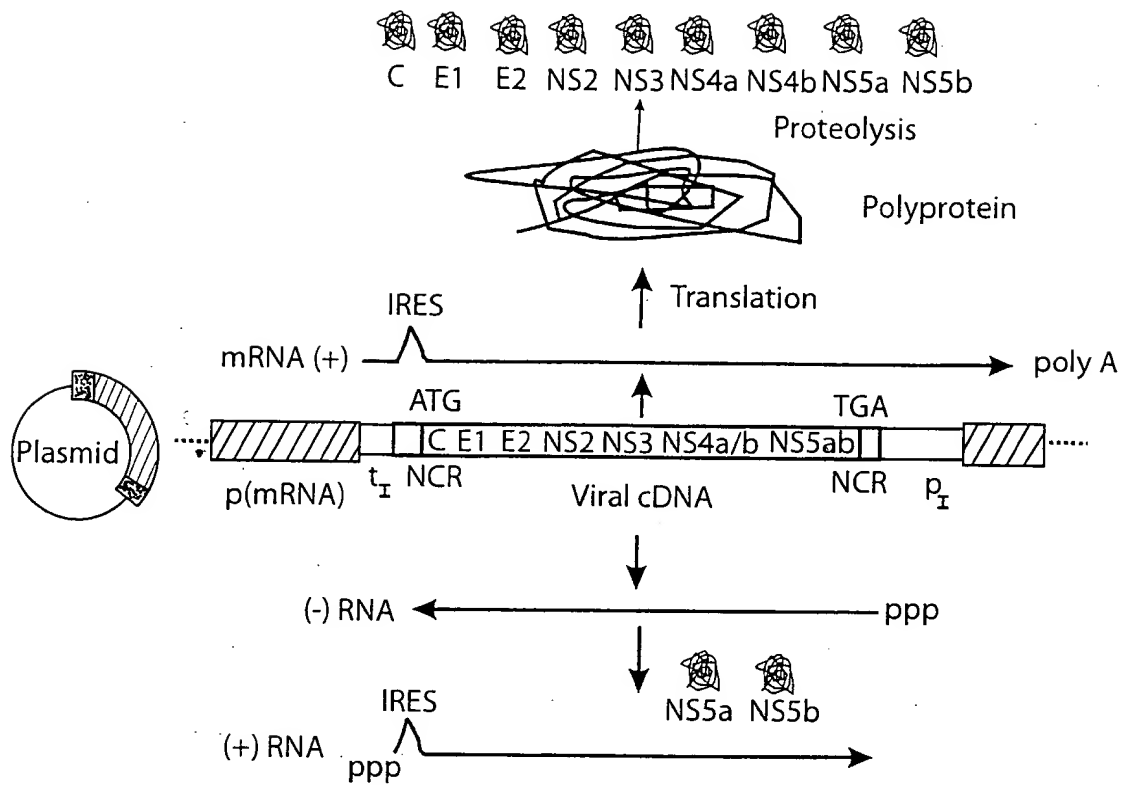 C E1 E2 NS2 NS3 NS4a NS4b NS5a NS5b
Proteolysis
Polyprotein
Translation
IRES
mRNA (+)
poly A
ATG
TGA
Plasmid
C E1 E2 NS2 NS3 NS4a/b NS5ab
p(mRNA)
tI
NCR
Viral cDNA
NCR
pI
(-) RNA
ppp
NS5a NS5b
IRES
(+) RNA
ppp